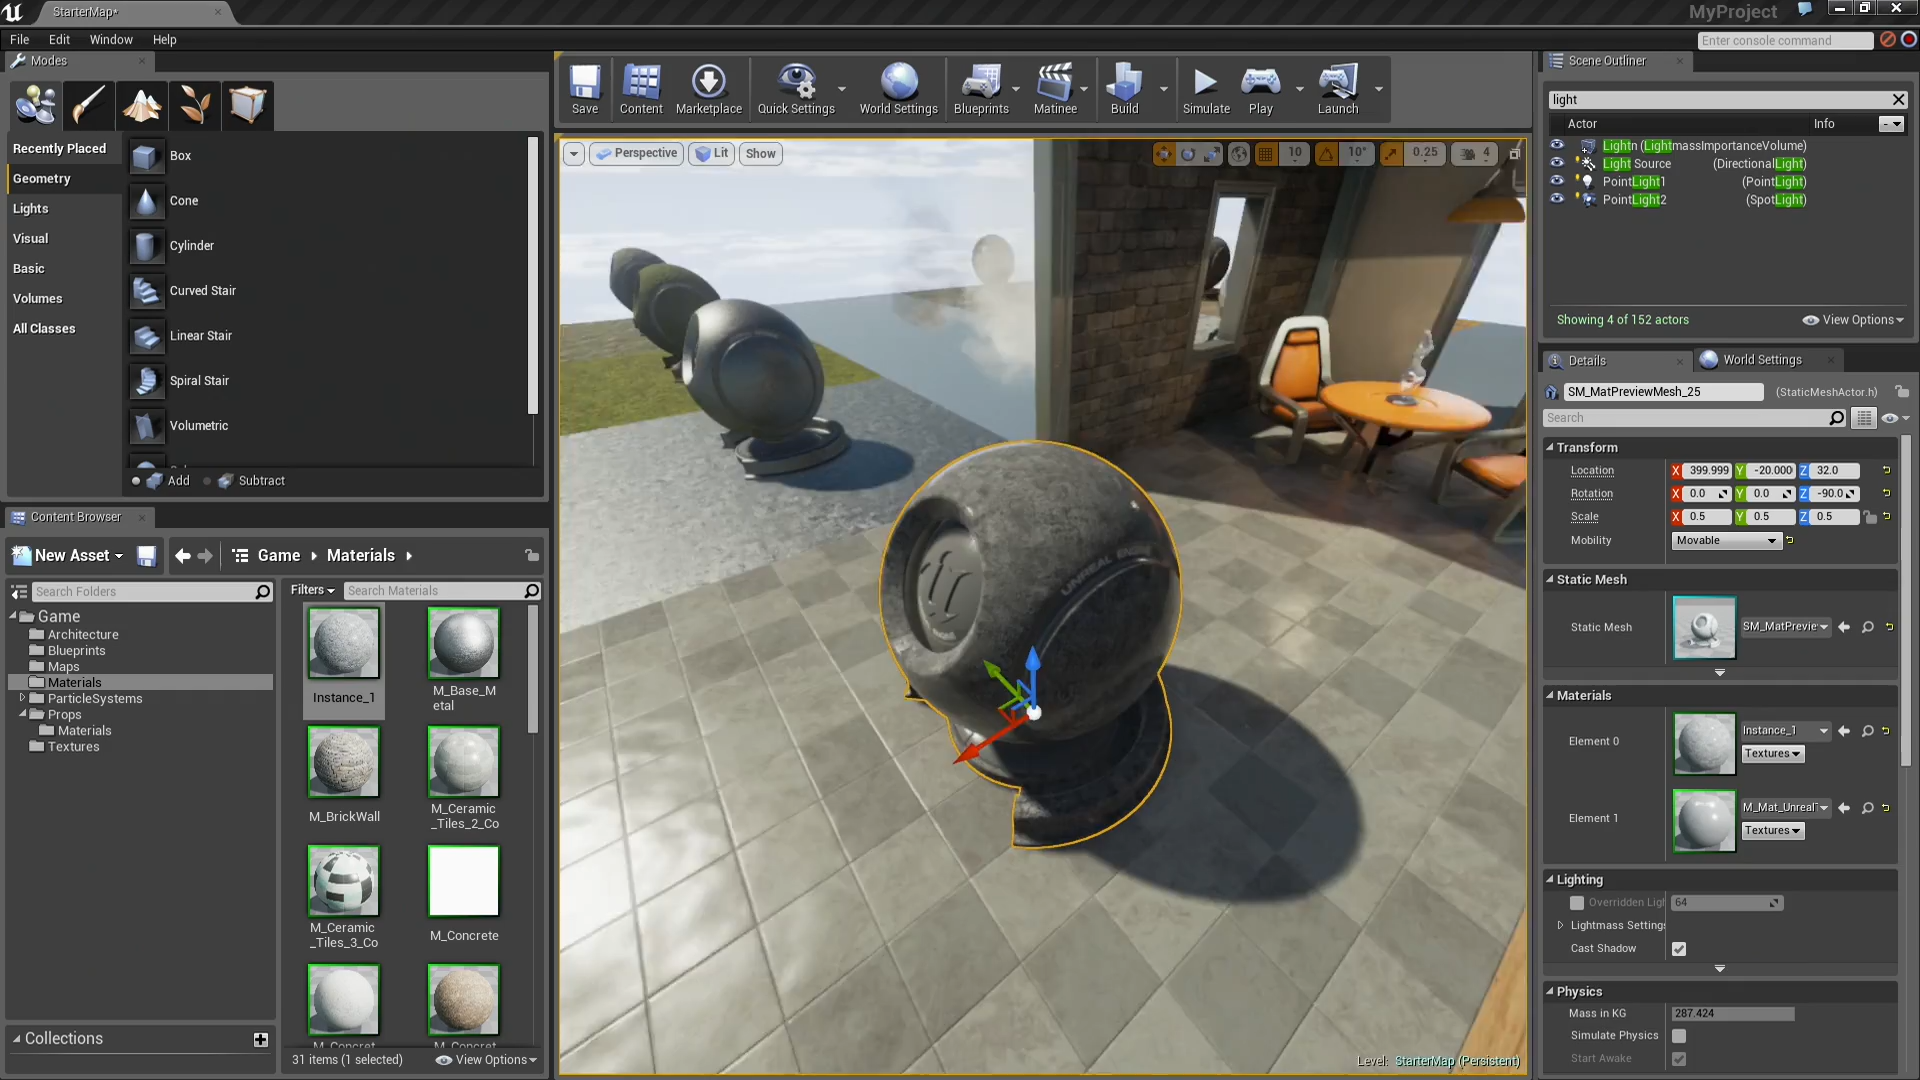 StarterMap*
MyProject
File Edit Window Help
Enter console command
Modes
Recently Placed
Geometry
Lights
Visual
Basic
Volumes
All Classes
Box
Cone
Cylinder
Curved Stair
Linear Stair
Spiral Stair
Volumetric
Add Subtract
Save Content Marketplace Quick Settings World Settings Blueprints Matinee Build Simulate Play Launch
Perspective Lit Show
10 10° 0.25 4
UNREAL
Level: StarterMap (Persistent)
Content Browser
New Asset Game Materials
Search Folders
Game
Architecture
Blueprints
Maps
Materials
ParticleSystems
Props
Materials
Textures
Collections
Filters Search Materials
Instance_1
M_Base_M
etal
M_BrickWall
M_Ceramic
_Tiles_2_Co
M_Ceramic
_Tiles_3_Co
M_Concrete
M_Concret
M_Concret
31 items (1 selected) View Options
Scene Outliner
light
Actor Info
Lightn (LightmassImportanceVolume)
Light Source (DirectionalLight)
PointLight1 (PointLight)
PointLight2 (SpotLight)
Showing 4 of 152 actors View Options
Details World Settings
SM_MatPreviewMesh_25 (StaticMeshActor.h)
Search
Transform
Location X 399.999 Y -20.000 Z 32.0
Rotation X 0.0 Y 0.0 Z -90.0
Scale X 0.5 Y 0.5 Z 0.5
Mobility Movable
Static Mesh
Static Mesh SM_MatPrevie
Materials
Element 0 Instance_1
Textures
Element 1 M_Mat_Unreal
Textures
Lighting
Overridden Ligh 64
Lightmass Settings
Cast Shadow
Physics
Mass in KG 287.424
Simulate Physics
Start Awake